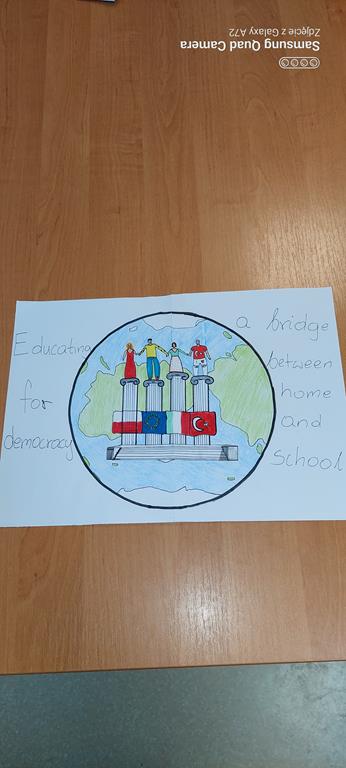 Samsung Quad Camera
Zdjęcie z Galaxy A72
Educating
for
democracy
a bridge
between
home
and
school